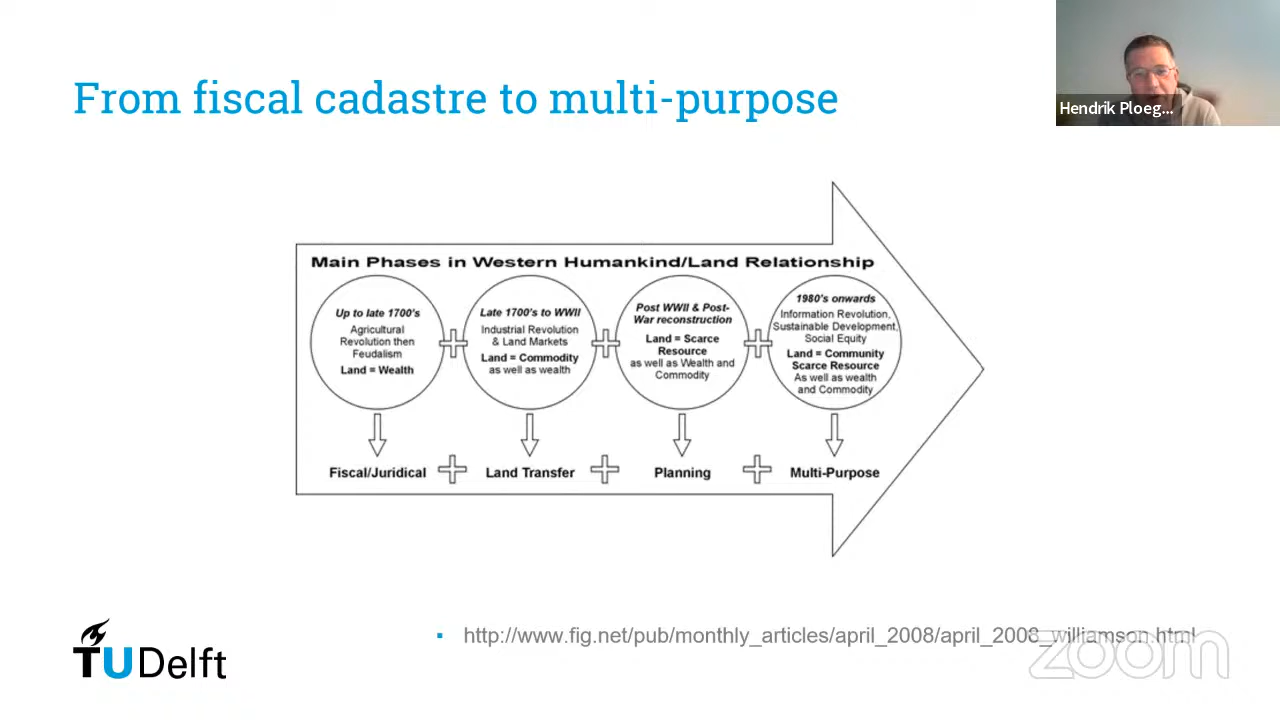 From fiscal cadastre to multi-purpose
Hendrik Ploeg...
Main Phases in Western Humankind/Land Relationship
Up to late 1700's
Agricultural
Revolution then
Feudalism
Land = Wealth
Late 1700's to WWII
Industrial Revolution
& Land Markets
Land = Commodity
as well as wealth
Post WWII & Post-
War reconstruction
Land = Scarce
Resource
as well as Wealth and
Commodity
1980's onwards
Information Revolution,
Sustainable Development,
Social Equity
Land = Community
Scarce Resource
As well as wealth
and Commodity
Fiscal/Juridical
Land Transfer
Planning
Multi-Purpose
http://www.fig.net/pub/monthly_articles/april_2008/april_2008_williamson.html
TU Delft
zoom